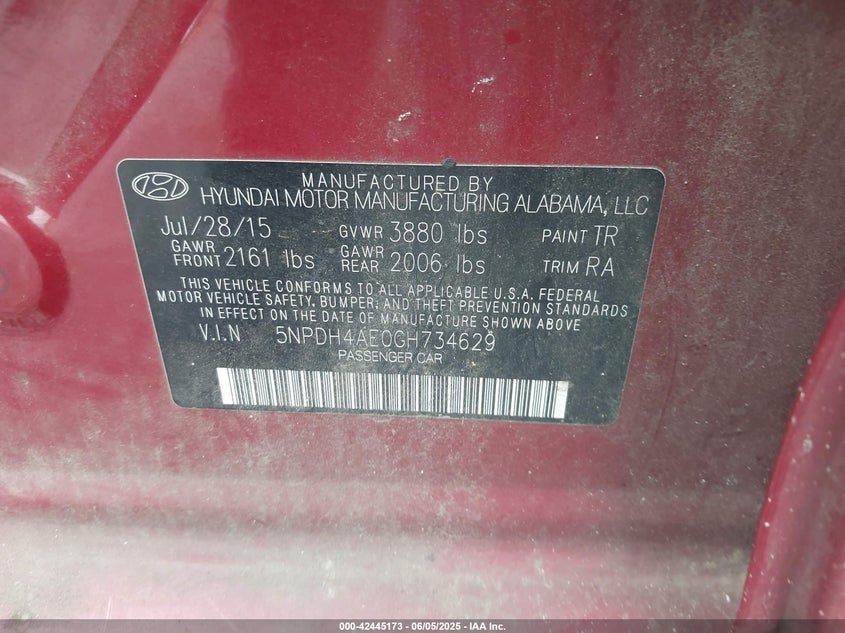 MANUFACTURED BY
HYUNDAI MOTOR MANUFACTURING ALABAMA, LLC
Jul/28/15 GVWR 3880 lbs PAINT TR
GAWR FRONT 2161 lbs GAWR REAR 2006 lbs TRIM RA
THIS VEHICLE CONFORMS TO ALL APPLICABLE U.S.A. FEDERAL
MOTOR VEHICLE SAFETY, BUMPER, AND THEFT PREVENTION STANDARDS
IN EFFECT ON THE DATE OF MANUFACTURE SHOWN ABOVE.
V.I.N 5NPDH4AE0GH734629
PASSENGER CAR
000-42445173 - 06/05/2025 - IAA Inc.